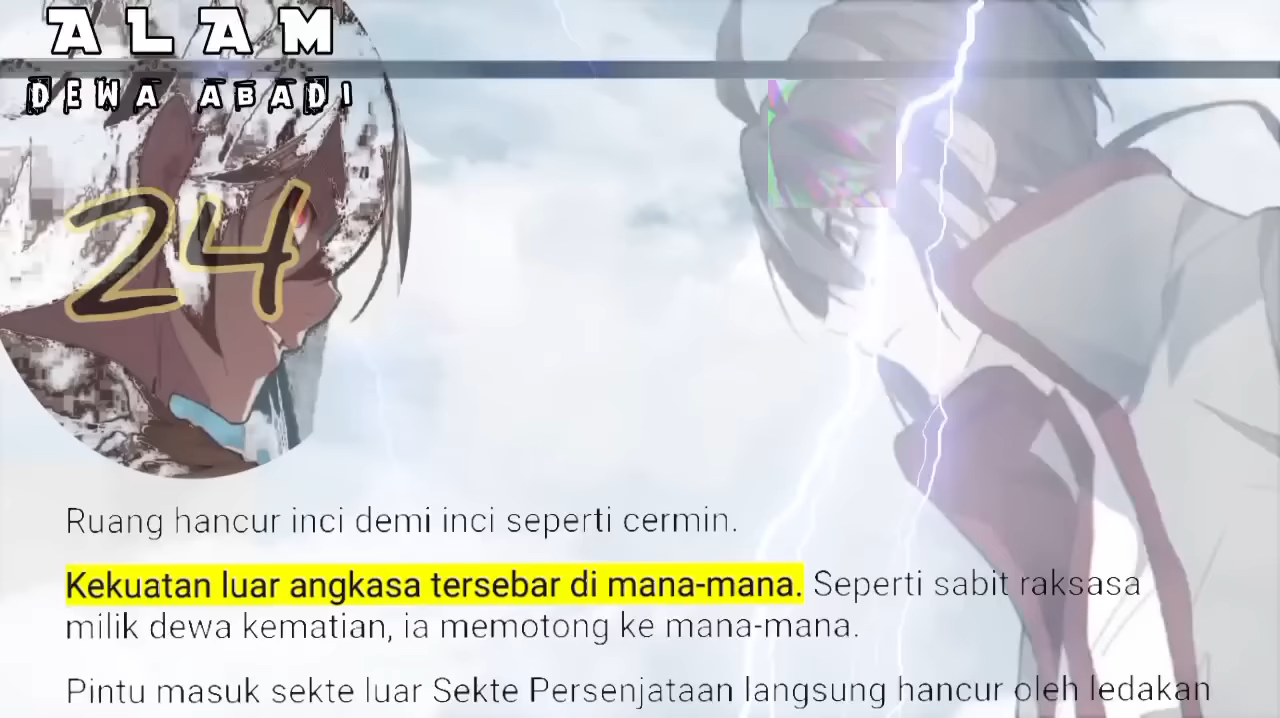 ALAM
DEWA ABADI
24
Ruang hancur inci demi inci seperti cermin.
Kekuatan luar angkasa tersebar di mana-mana. Seperti sabit raksasa
milik dewa kematian, ia memotong ke mana-mana.
Pintu masuk sekte luar Sekte Persenjataan langsung hancur oleh ledakan